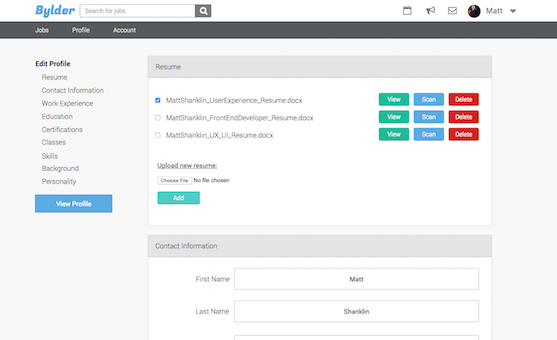 Bylder Search for jobs Matt
Jobs Profile Account
Edit Profile
Resume
Contact Information
Work Experience
Education
Certifications
Classes
Skills
Background
Personality
View Profile
Resume
MattShanklin_UserExperience_Resume.docx View Scan Delete
MattShanklin_FrontEndDeveloper_Resume.docx View Scan Delete
MattShanklin_UX_UI_Resume.docx View Scan Delete
Upload new resume:
Choose File No file chosen
Add
Contact Information
First Name Matt
Last Name Shanklin